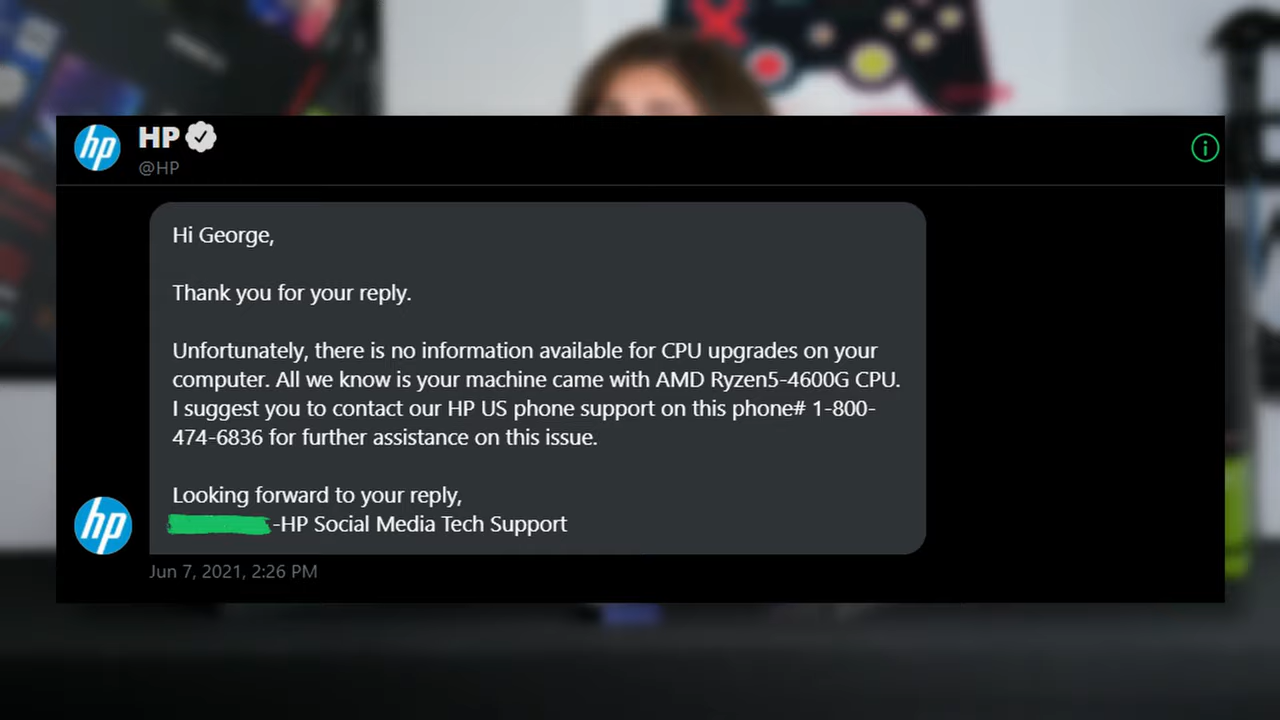 HP
@HP
hp
Hi George,
Thank you for your reply.
Unfortunately, there is no information available for CPU upgrades on your
computer. All we know is your machine came with AMD Ryzen5-4600G CPU.
I suggest you to contact our HP US phone support on this phone# 1-800-
474-6836 for further assistance on this issue.
Looking forward to your reply,
-HP Social Media Tech Support
hp
Jun 7, 2021, 2:26 PM